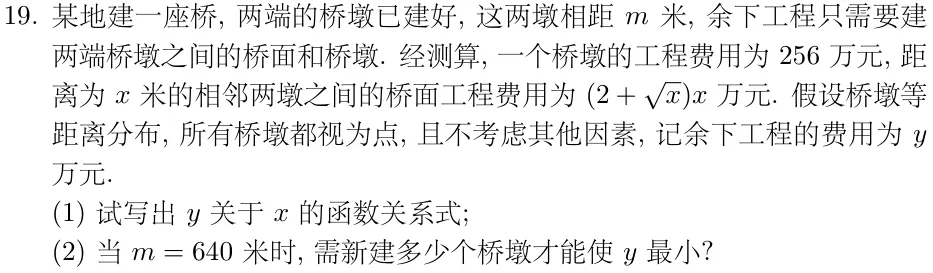 19. 某地建一座桥, 两端的桥墩已建好, 这两墩相距 m 米, 余下工程只需要建
两端桥墩之间的桥面和桥墩. 经测算, 一个桥墩的工程费用为 256 万元, 距
离为 x 米的相邻两墩之间的桥面工程费用为 (2 + √x)x 万元. 假设桥墩等
距离分布, 所有桥墩都视为点, 且不考虑其他因素, 记余下工程的费用为 y
万元.
(1) 试写出 y 关于 x 的函数关系式;
(2) 当 m = 640 米时, 需新建多少个桥墩才能使 y 最小?